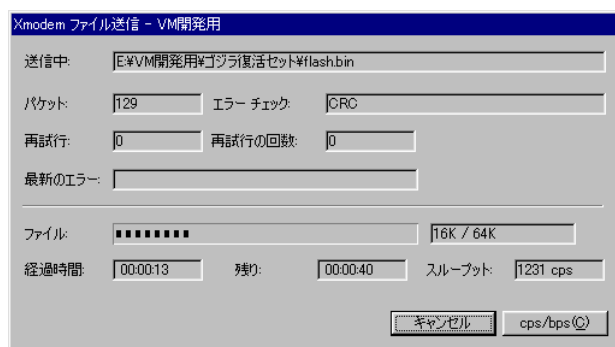 Xmodem ファイル送信 - VM開発用
送信中: E:¥VM開発用¥ゴジラ復活セット¥flash.bin
パケット: 129 エラー チェック: CRC
再試行: 0 再試行の回数: 0
最新のエラー:
ファイル: 16K / 64K
経過時間: 00:00:13 残り: 00:00:40 スループット: 1231 cps
キャンセル cps/bps(C)